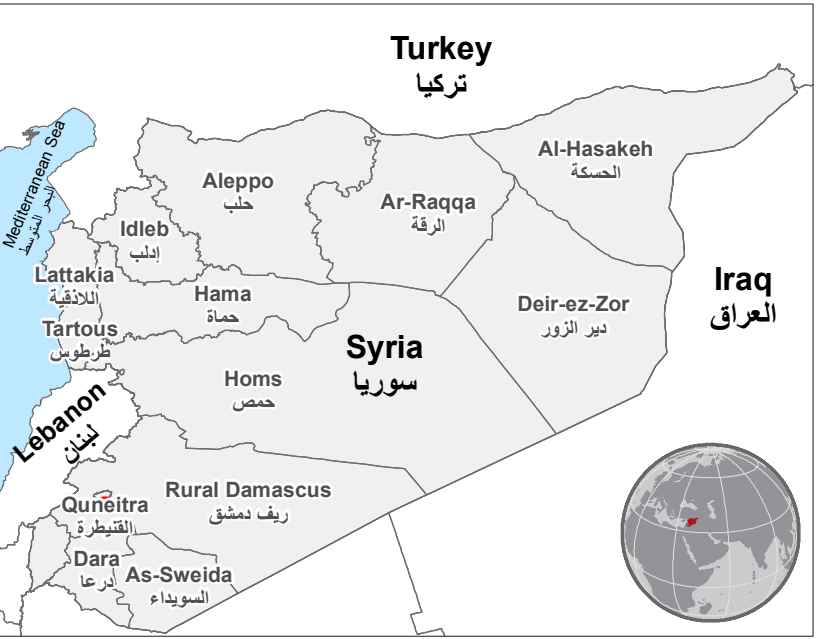 Turkey
تركيا
Mediterranean Sea
البحر المتوسط
Al-Hasakeh
الحسكة
Aleppo
حلب
Ar-Raqqa
الرقة
Idleb
إدلب
Lattakia
اللاذقية
Hama
حماة
Deir-ez-Zor
دير الزور
Iraq
العراق
Tartous
طرطوس
Syria
سوريا
Homs
حمص
Lebanon
لبنان
Rural Damascus
ريف دمشق
Quneitra
القنيطرة
Dara
درعا
As-Sweida
السويداء